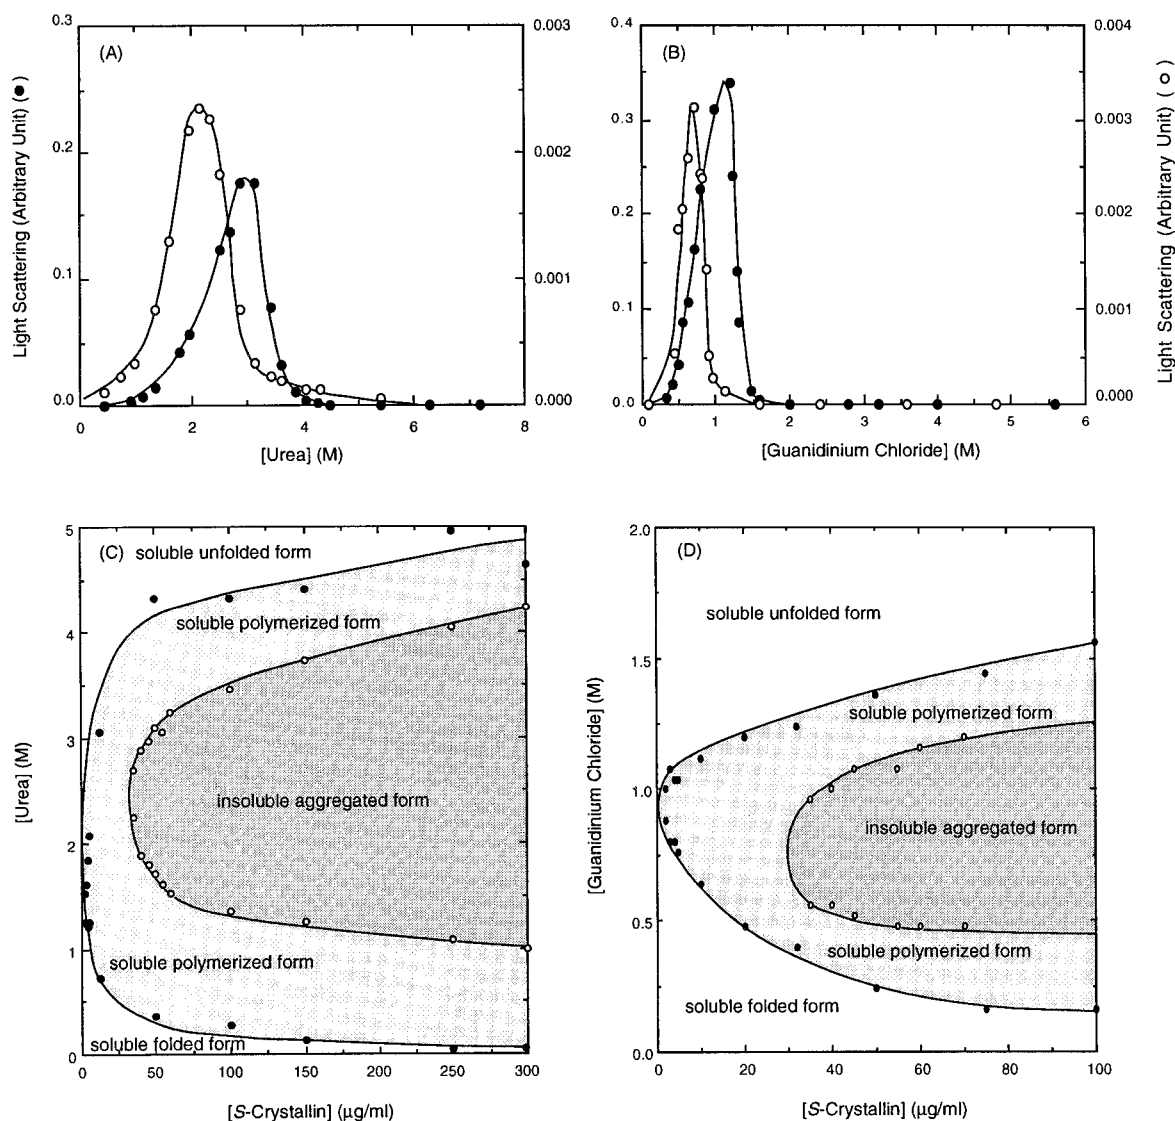 (A)
0.3
0.2
0.1
0.0
0.003
0.002
0.001
0.000
0 2 4 6 8
Light Scattering (Arbitrary Unit) (●)
[Urea] (M)
(B)
0.4
0.3
0.2
0.1
0.0
0.004
0.003
0.002
0.001
0.000
0 1 2 3 4 5 6
Light Scattering (Arbitrary Unit) (○)
[Guanidinium Chloride] (M)
(C)
soluble unfolded form
soluble polymerized form
insoluble aggregated form
soluble polymerized form
soluble folded form
5
4
3
2
1
0
0 50 100 150 200 250 300
[Urea] (M)
[S-Crystallin] (μg/ml)
(D)
soluble unfolded form
soluble polymerized form
insoluble aggregated form
soluble polymerized form
soluble folded form
2.0
1.5
1.0
0.5
0.0
0 20 40 60 80 100
[Guanidinium Chloride] (M)
[S-Crystallin] (μg/ml)